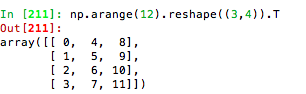 In [211]: np.arange(12).reshape((3,4)).T
Out[211]:
array([[ 0,  4,  8],
       [ 1,  5,  9],
       [ 2,  6, 10],
       [ 3,  7, 11]])